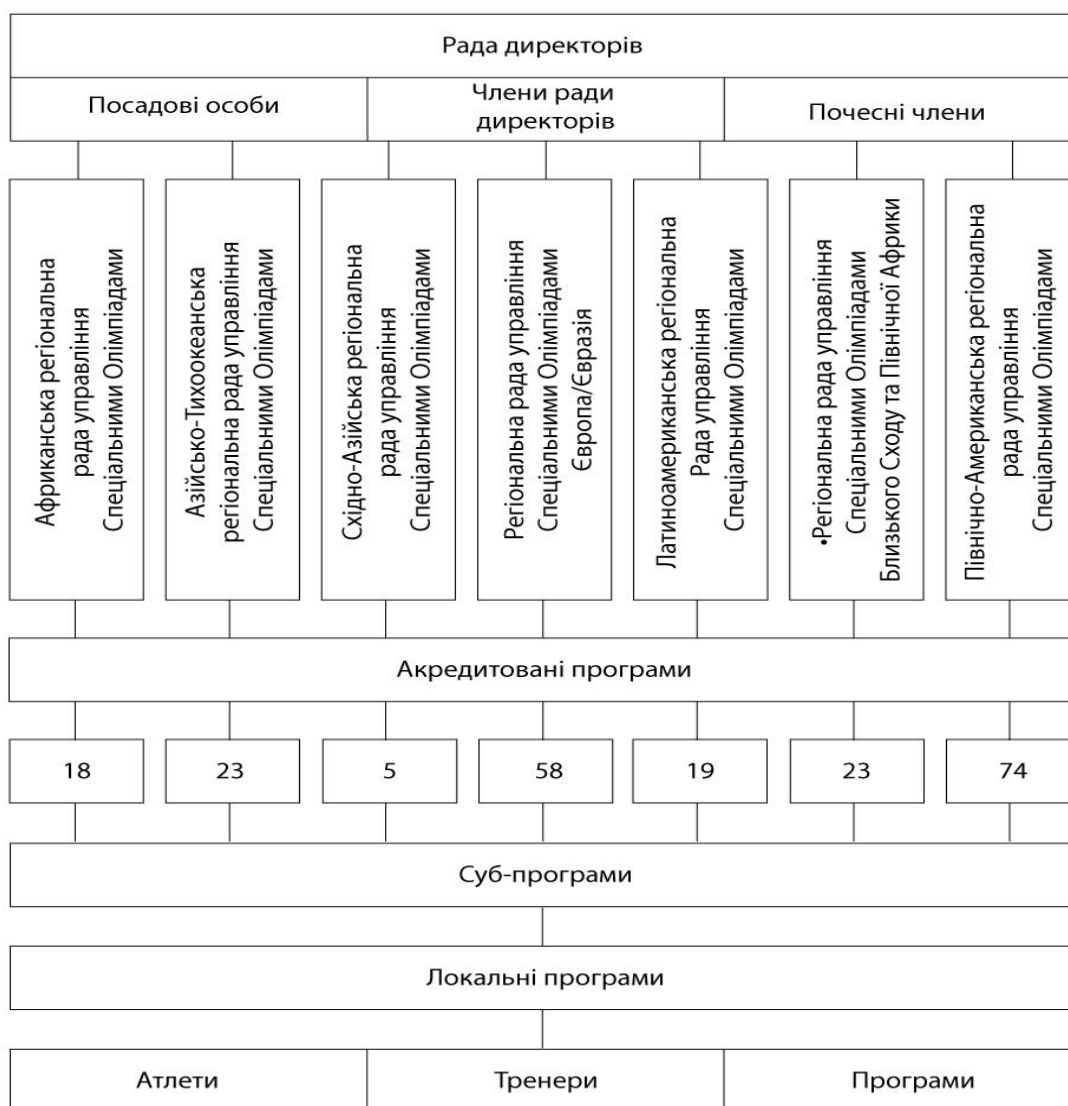 Рада директорів
Посадові особи
Члени ради
директорів
Почесні члени
Африканська регіональна
рада управління
Спеціальними Олімпіадами
Азійсько-Тихоокеанська
регіональна рада управління
Спеціальними Олімпіадами
Східно-Азійська регіональна
рада управління
Спеціальними Олімпіадами
Регіональна рада управління
Спеціальними Олімпіадами
Європа/Євразія
Латиноамериканська регіональна
Рада управління
Спеціальними Олімпіадами
•Регіональна рада управління
Спеціальними Олімпіадами
Близького Сходу та Північної Африки
Північно-Американська регіональна
рада управління
Спеціальними Олімпіадами
Акредитовані програми
18
23
5
58
19
23
74
Суб-програми
Локальні програми
Атлети
Тренери
Програми